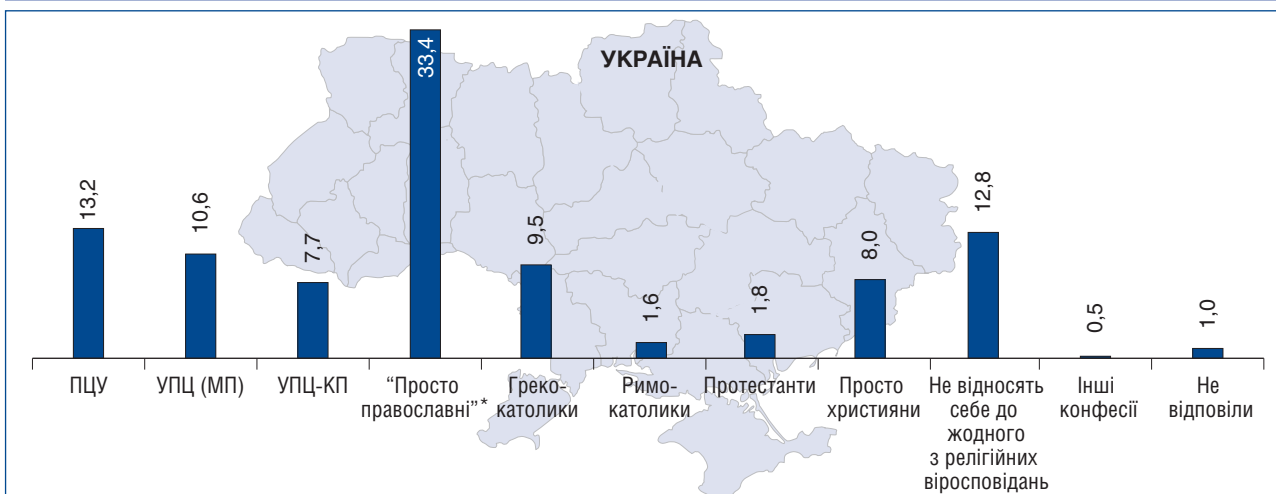 УКРАЇНА
13,2
10,6
7,7
33,4
9,5
1,6
1,8
8,0
12,8
0,5
1,0
ПЦУ
УПЦ (МП)
УПЦ-КП
“Просто
православні”*
Греко-
католики
Римо-
католики
Протестанти
Просто
християни
Не відносять
себе до
жодного
з релігійних
віросповідань
Інші
конфесії
Не
відповіли